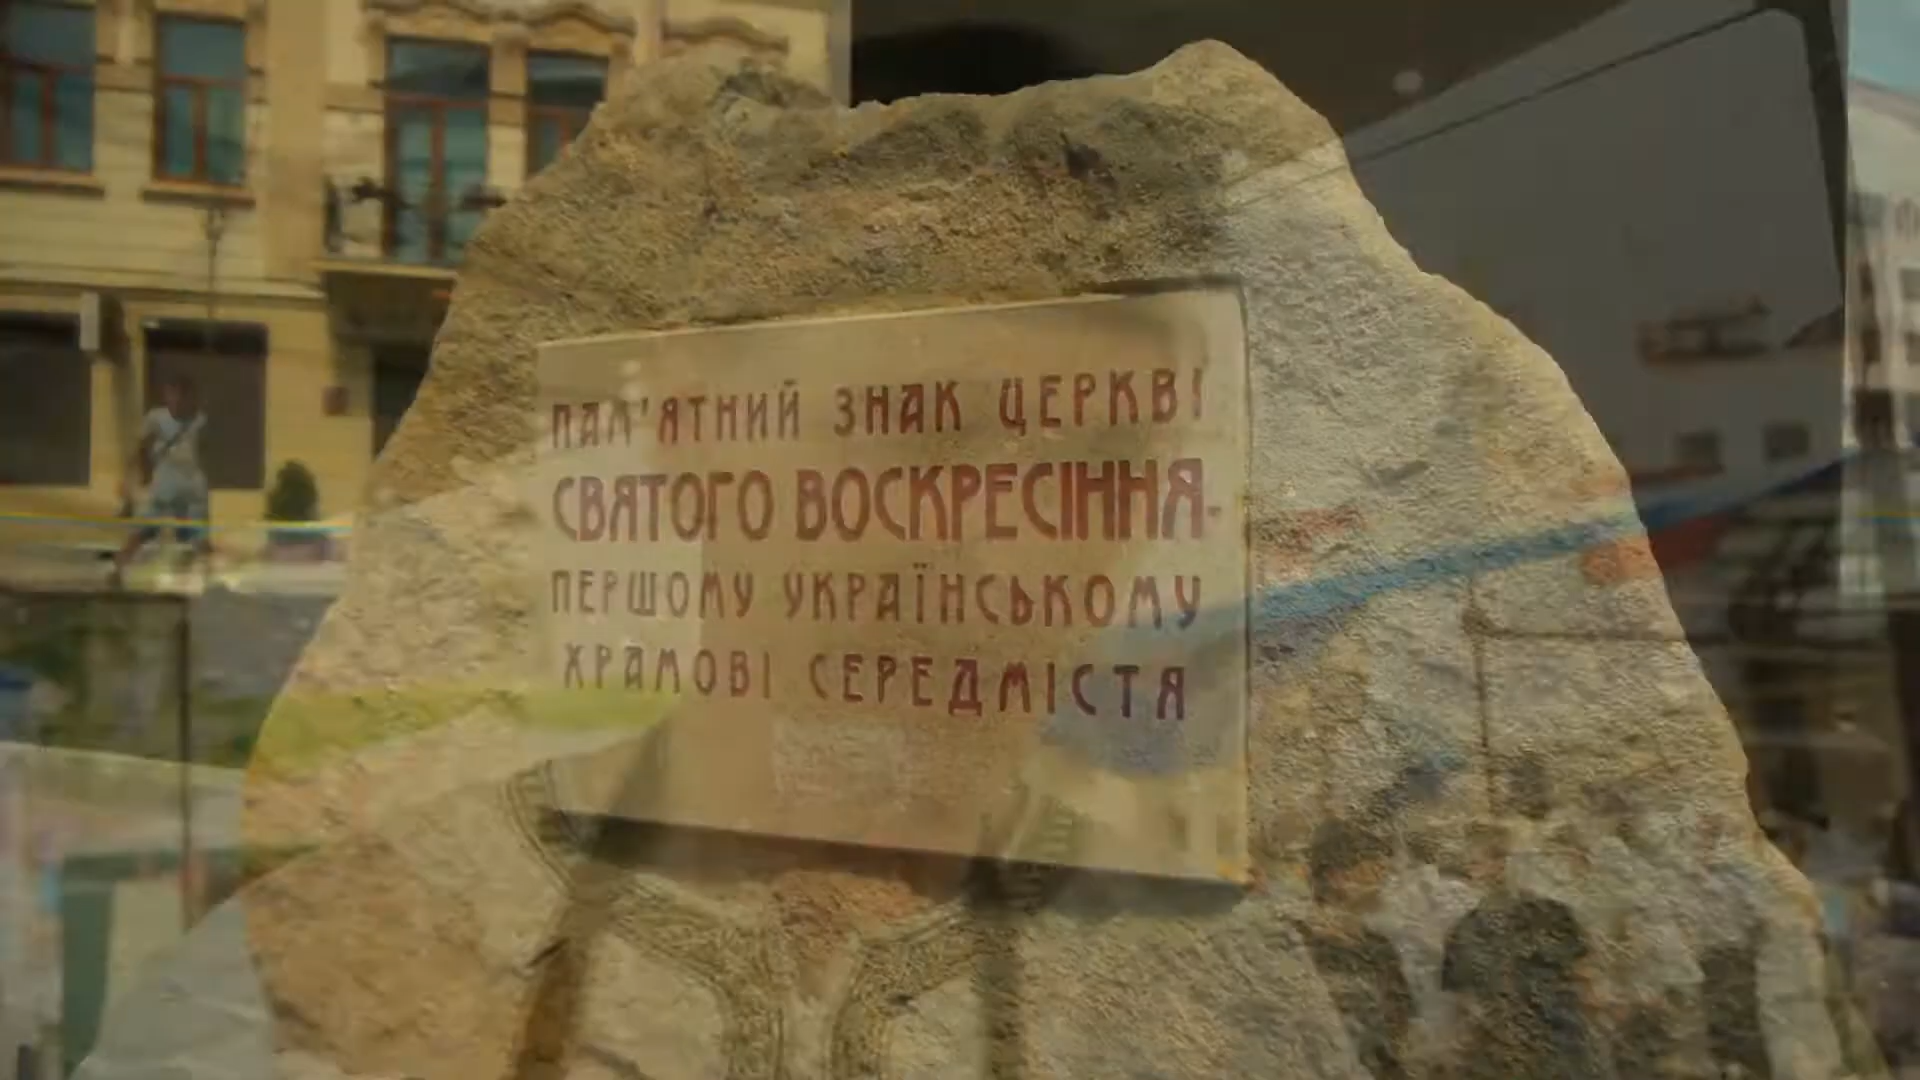 ПАМ'ЯТНИЙ ЗНАК ЦЕРКВІ
СВЯТОГО ВОСКРЕСІННЯ-
ПЕРШОМУ УКРАЇНСЬКОМУ
ХРАМОВІ СЕРЕДМІСТЯ